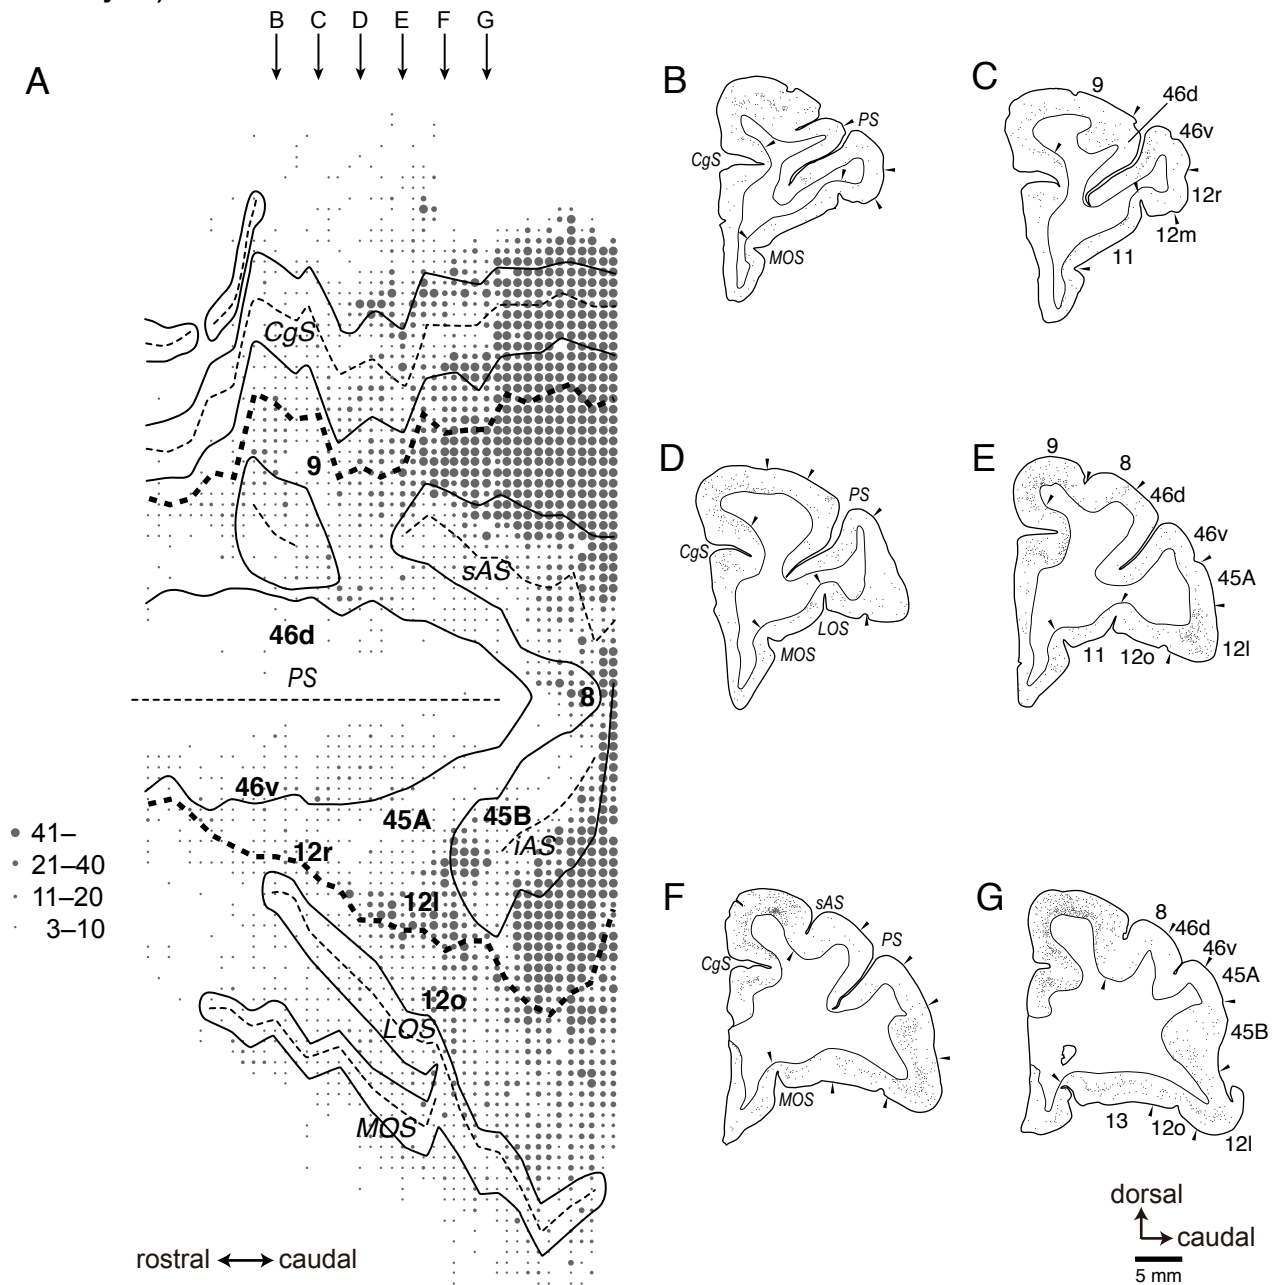 B C D E F G
A
CgS
9
sAS
46d
PS
8
46v
45A
45B
iAS
12r
12l
12o
LOS
MOS
41–
21–40
11–20
3–10
rostral caudal
B
PS
CgS
MOS
C
9
46d
46v
12r
12m
11
D
PS
CgS
LOS
MOS
E
9
8
46d
46v
45A
12l
11
12o
F
sAS
PS
CgS
MOS
G
8
46d
46v
45A
45B
13
12o
12l
dorsal
caudal
5 mm